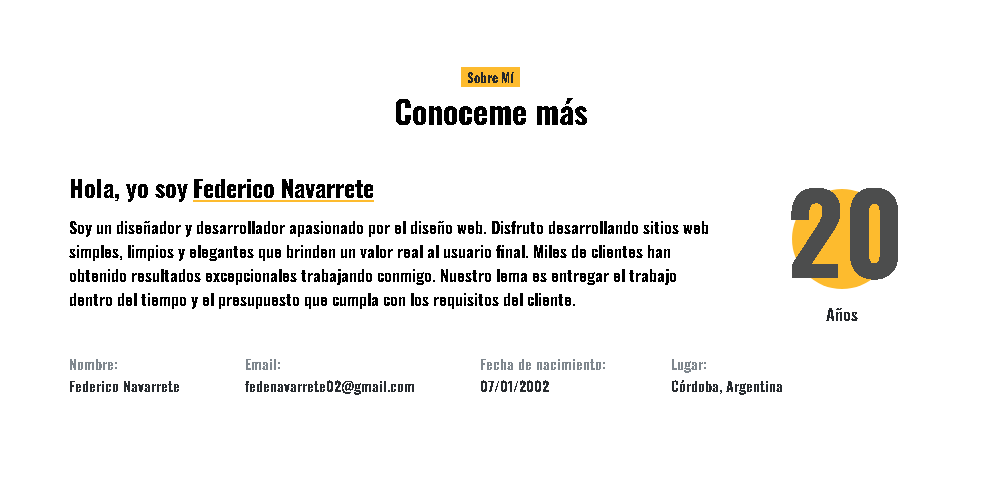 Sobre Mí
Conoceme más
Hola, yo soy Federico Navarrete
Soy un diseñador y desarrollador apasionado por el diseño web. Disfruto desarrollando sitios web
simples, limpios y elegantes que brinden un valor real al usuario final. Miles de clientes han
obtenido resultados excepcionales trabajando conmigo. Nuestro lema es entregar el trabajo
dentro del tiempo y el presupuesto que cumpla con los requisitos del cliente.
20
Años
Nombre:
Federico Navarrete
Email:
fedenavarrete02@gmail.com
Fecha de nacimiento:
07/01/2002
Lugar:
Córdoba, Argentina